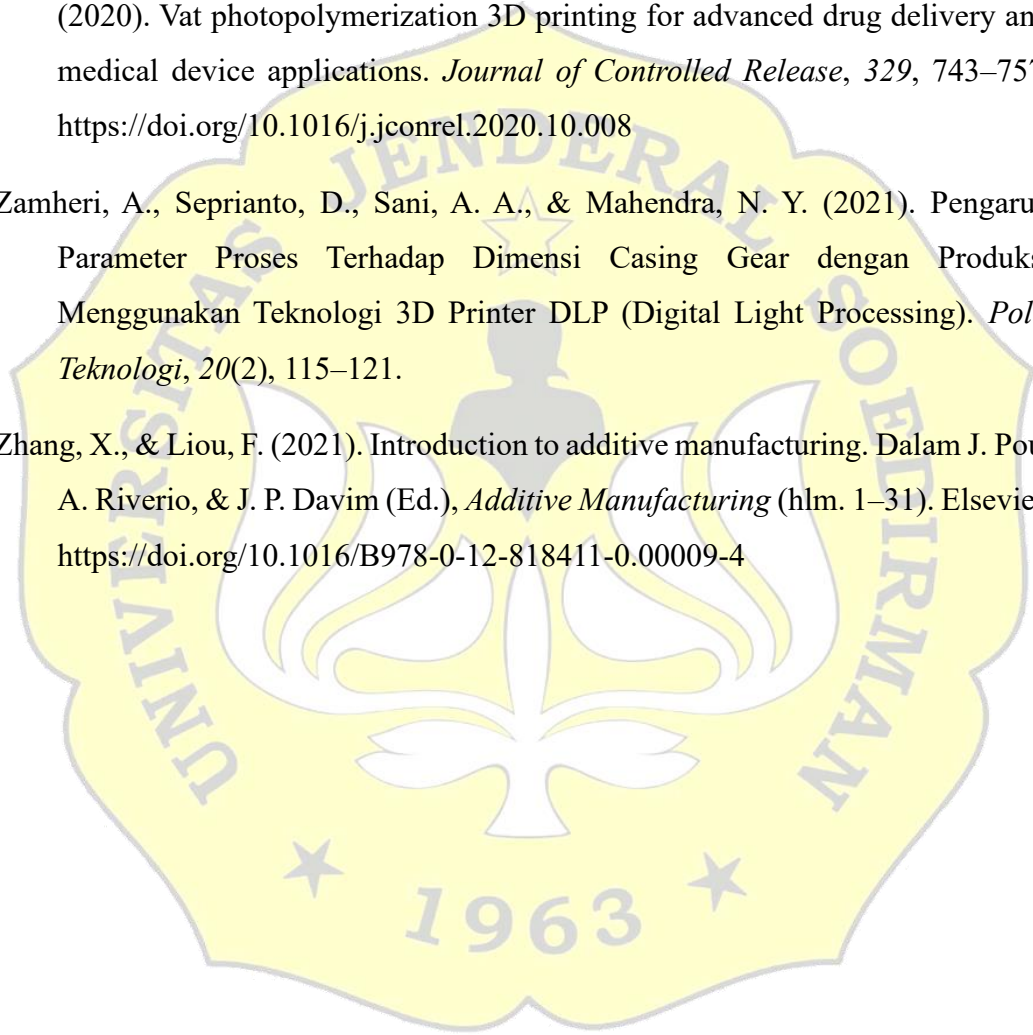 (2020). Vat photopolymerization 3D printing for advanced drug delivery an
medical device applications. Journal of Controlled Release, 329, 743–757
https://doi.org/10.1016/j.jconrel.2020.10.008
Zamheri, A., Seprianto, D., Sani, A. A., & Mahendra, N. Y. (2021). Pengaru
Parameter Proses Terhadap Dimensi Casing Gear dengan Produks
Menggunakan Teknologi 3D Printer DLP (Digital Light Processing). Pol
Teknologi, 20(2), 115–121.
Zhang, X., & Liou, F. (2021). Introduction to additive manufacturing. Dalam J. Pou
A. Riverio, & J. P. Davim (Ed.), Additive Manufacturing (hlm. 1–31). Elsevie
https://doi.org/10.1016/B978-0-12-818411-0.00009-4
UNIVERSITAS JENDERAL SOEDIRMAN
1963